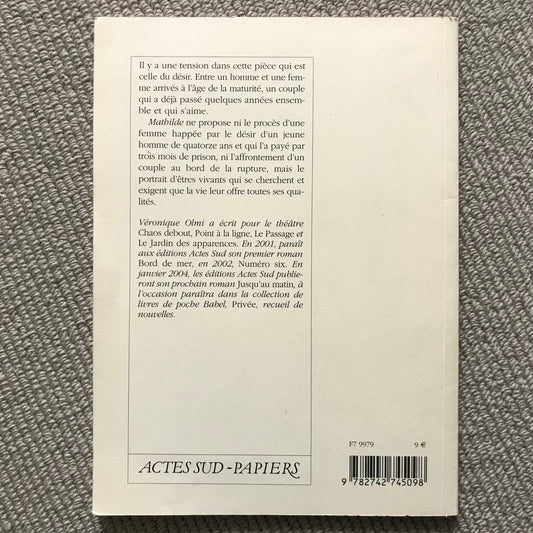 Il y a une tension dans cette pièce qui est
celle du désir. Entre un homme et une fem-
me arrivés à l'âge de la maturité, un couple
qui a déjà passé quelques années ensem-
ble et qui s'aime.
Mathilde ne propose ni le procès d'une
femme happée par le désir d'un jeune
homme de quatorze ans et qui l'a payé par
trois mois de prison, ni l'affrontement d'un
couple au bord de la rupture, mais le
portrait d'êtres vivants qui se cherchent et
exigent que la vie leur offre toutes ses qua-
lités.
Véronique Olmi a écrit pour le théâtre
Chaos debout, Point à la ligne, Le Passage et
Le Jardin des apparences. En 2001, paraît
aux éditions Actes Sud son premier roman
Bord de mer, en 2002, Numéro six. En
janvier 2004, les éditions Actes Sud publie-
ront son prochain roman Jusqu'au matin, à
l'occasion paraîtra dans la collection de
livres de poche Babel, Privée, recueil de
nouvelles.
ACTES SUD-PAPIERS
F7 9979 9 €
9 782742 745098